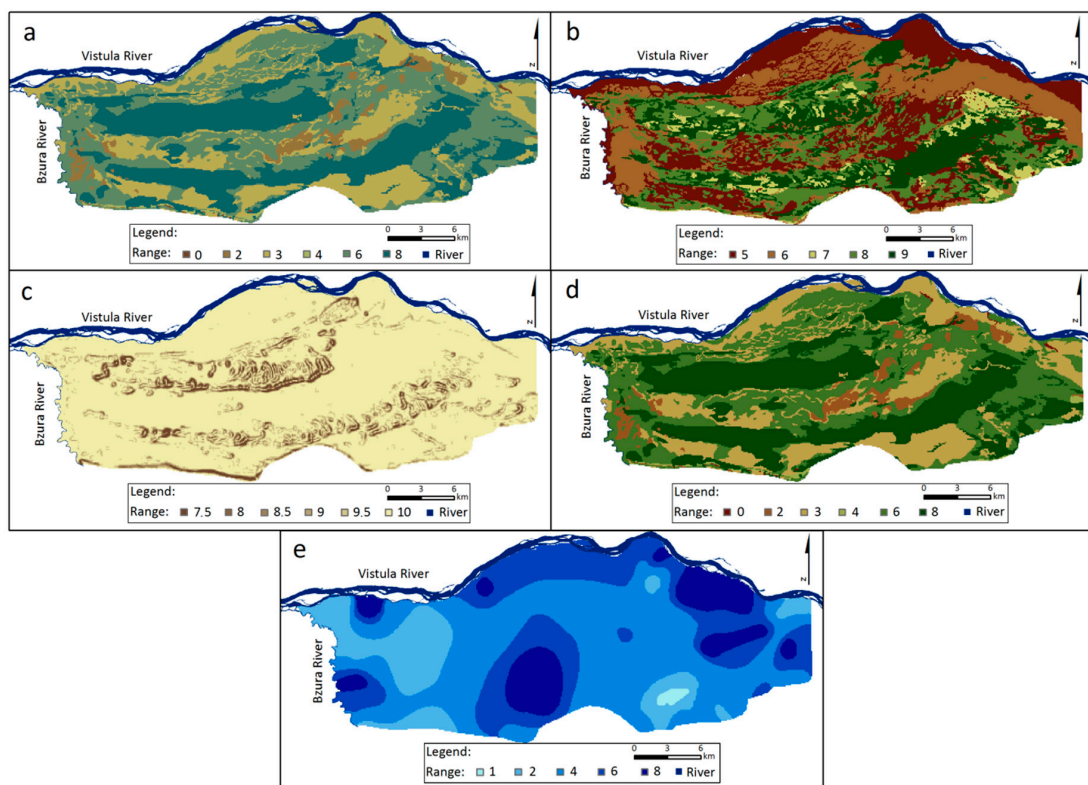 a
Vistula River
Bzura River
z
Legend:
0 3 6
km
Range: 0 2 3 4 6 8 River
b
Vistula River
Bzura River
z
Legend:
0 3 6
km
Range: 5 6 7 8 9 River
c
Vistula River
Bzura River
z
Legend:
0 3 6
km
Range: 7.5 8 8.5 9 9.5 10 River
d
Vistula River
Bzura River
z
Legend:
0 3 6
km
Range: 0 2 3 4 6 8 River
e
Vistula River
Bzura River
z
Legend:
0 3 6
km
Range: 1 2 4 6 8 River